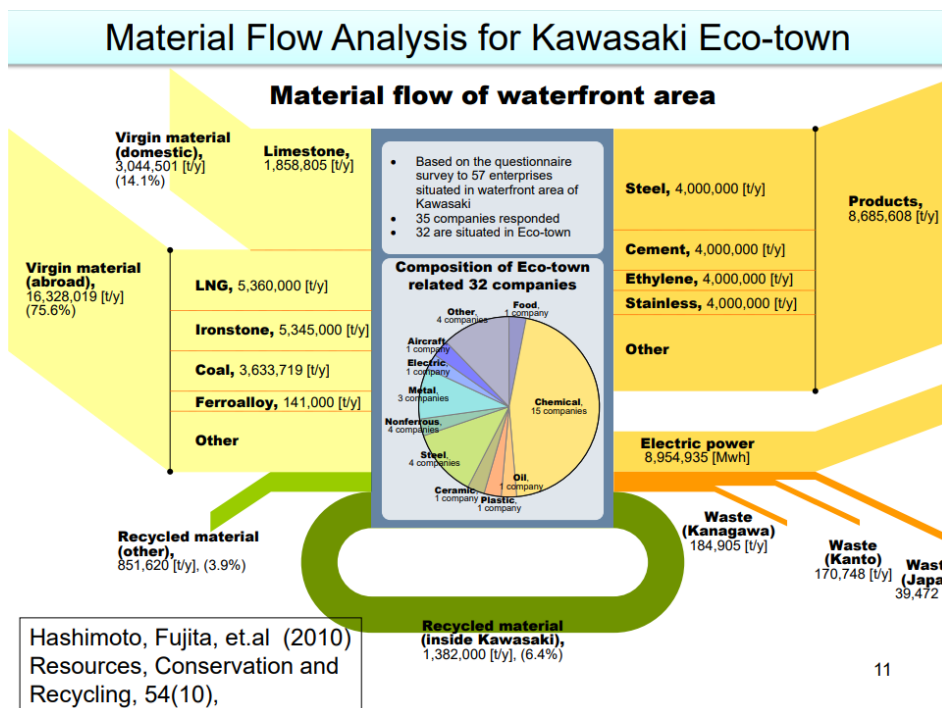 Material Flow Analysis for Kawasaki Eco-town
Material flow of waterfront area
Virgin material
(domestic),
3,044,501 [t/y]
(14.1%)
Limestone,
1,858,805 [t/y]
Virgin material
(abroad),
16,328,019 [t/y]
(75.6%)
LNG, 5,360,000 [t/y]
Ironstone, 5,345,000 [t/y]
Coal, 3,633,719 [t/y]
Ferroalloy, 141,000 [t/y]
Other
Recycled material
(other),
851,620 [t/y], (3.9%)
• Based on the questionnaire
survey to 57 enterprises
situated in waterfront area of
Kawasaki
• 35 companies responded
• 32 are situated in Eco-town
Composition of Eco-town
related 32 companies
Food,
1 company
Other,
4 companies
Aircraft,
1 company
Electric,
1 company
Metal,
3 companies
Nonferrous,
4 companies
Steel,
4 companies
Ceramic,
1 company
Plastic,
1 company
Oil,
1 company
Chemical,
15 companies
Steel, 4,000,000 [t/y]
Cement, 4,000,000 [t/y]
Ethylene, 4,000,000 [t/y]
Stainless, 4,000,000 [t/y]
Other
Products,
8,685,608 [t/y]
Electric power
8,954,935 [Mwh]
Waste
(Kanagawa)
184,905 [t/y]
Waste
(Kanto)
170,748 [t/y]
Wast
(Japa
39,472
Recycled material
(inside Kawasaki),
1,382,000 [t/y], (6.4%)
Hashimoto, Fujita, et.al (2010)
Resources, Conservation and
Recycling, 54(10),
11